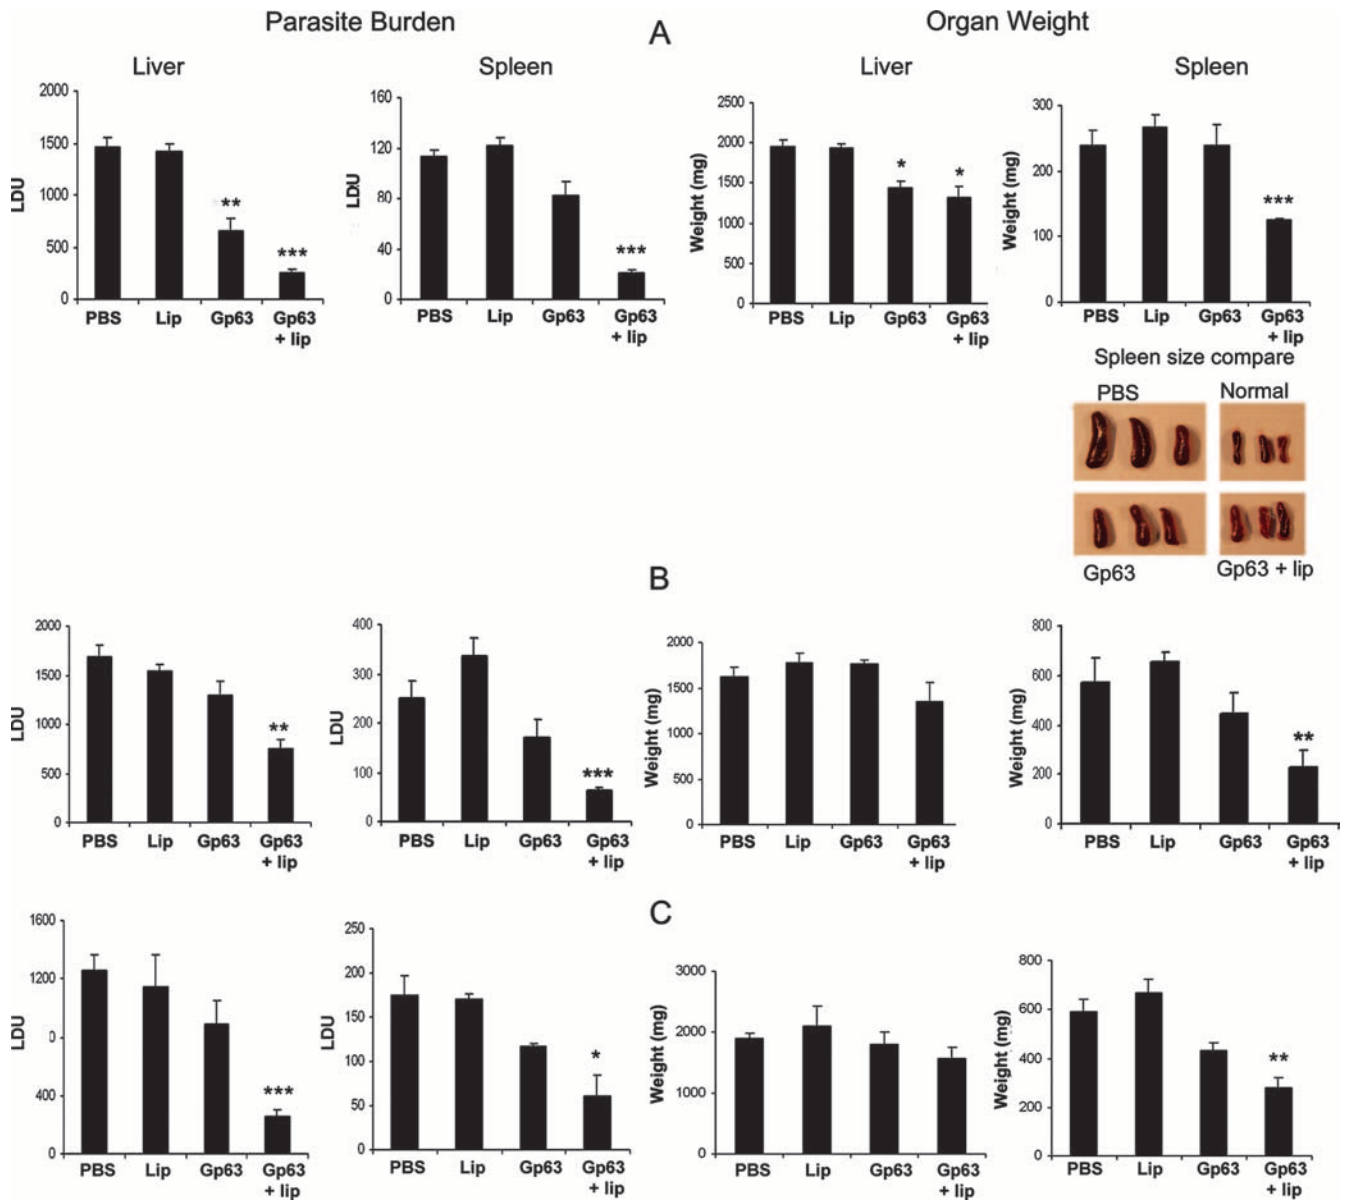 Parasite Burden
A
Organ Weight
Liver
Spleen
Liver
Spleen
2000
1500
1000
500
0
LDU
**
***
PBS Lip Gp63 Gp63
+ lip
160
120
80
40
0
LDU
***
PBS Lip Gp63 Gp63
+ lip
2500
2000
1500
1000
500
0
Weight (mg)
*
*
PBS Lip Gp63 Gp63
+ lip
300
200
100
0
Weight (mg)
***
PBS Lip Gp63 Gp63
+ lip
Spleen size compare
PBS Normal
Gp63 Gp63 + lip
B
2000
1500
1000
500
0
LDU
**
PBS Lip Gp63 Gp63
+ lip
400
300
200
100
0
LDU
***
PBS Lip Gp63 Gp63
+ lip
2000
1500
1000
500
0
Weight (mg)
PBS Lip Gp63 Gp63
+ lip
800
600
400
200
0
Weight (mg)
**
PBS Lip Gp63 Gp63
+ lip
C
1600
1200
0
400
0
LDU
***
PBS Lip Gp63 Gp63
+ lip
250
200
150
100
50
0
LDU
*
PBS Lip Gp63 Gp63
+ lip
3000
2000
1000
0
Weight (mg)
PBS Lip Gp63 Gp63
+ lip
800
600
400
200
0
Weight (mg)
**
PBS Lip Gp63 Gp63
+ lip